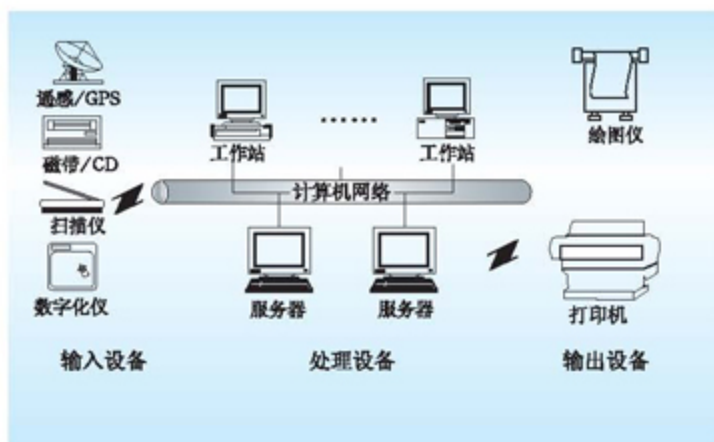 遥感/GPS
磁带/CD
扫描仪
数字化仪
输入设备
工作站
......
工作站
计算机网络
服务器
服务器
处理设备
绘图仪
打印机
输出设备